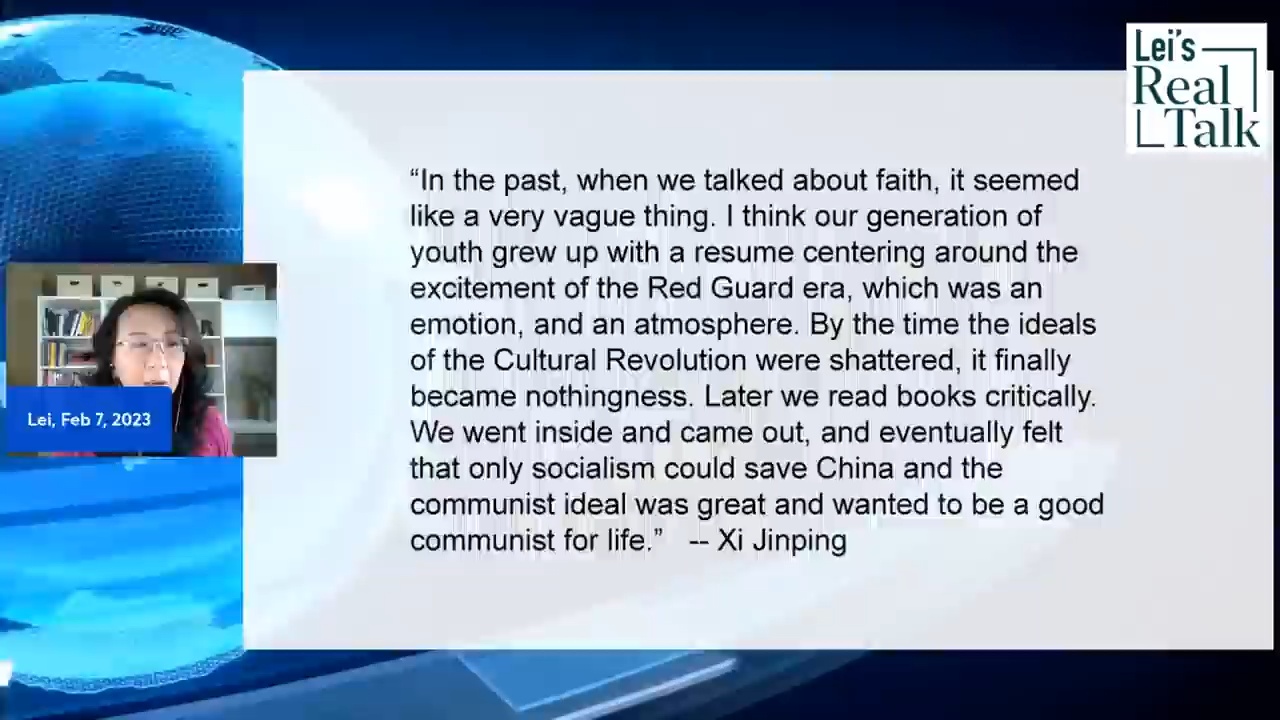 Lei's
Real
Talk
“In the past, when we talked about faith, it seemed
like a very vague thing. I think our generation of
youth grew up with a resume centering around the
excitement of the Red Guard era, which was an
emotion, and an atmosphere. By the time the ideals
of the Cultural Revolution were shattered, it finally
became nothingness. Later we read books critically.
We went inside and came out, and eventually felt
that only socialism could save China and the
communist ideal was great and wanted to be a good
communist for life.” -- Xi Jinping
Lei, Feb 7, 2023